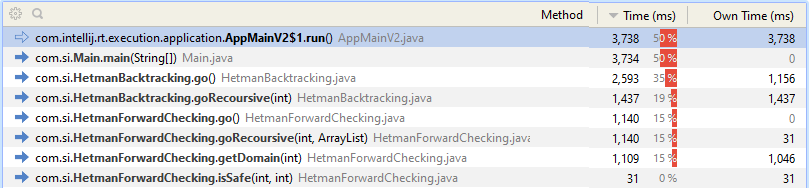 Method Time (ms) Own Time (ms)
com.intellij.rt.execution.application.AppMainV2$1.run() AppMainV2.java 3,738 50 % 3,738
com.si.Main.main(String[]) Main.java 3,734 50 % 0
com.si.HetmanBacktracking.go() HetmanBacktracking.java 2,593 35 % 1,156
com.si.HetmanBacktracking.goRecoursive(int) HetmanBacktracking.java 1,437 19 % 1,437
com.si.HetmanForwardChecking.go() HetmanForwardChecking.java 1,140 15 % 0
com.si.HetmanForwardChecking.goRecursive(int, ArrayList) HetmanForwardChecking.java 1,140 15 % 31
com.si.HetmanForwardChecking.getDomain(int) HetmanForwardChecking.java 1,109 15 % 1,046
com.si.HetmanForwardChecking.isSafe(int, int) HetmanForwardChecking.java 31 0 % 31